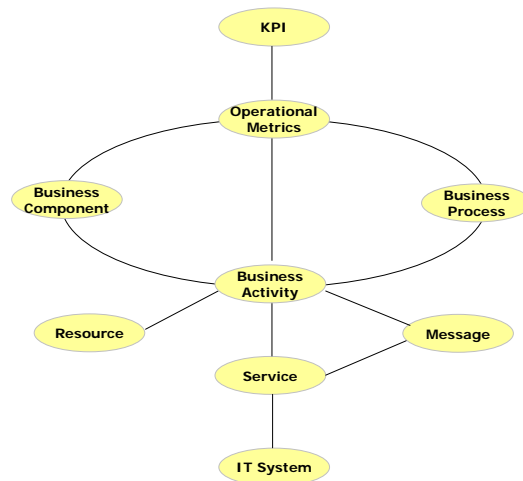 KPI
Operational
Metrics
Business
Component
Business
Process
Business
Activity
Resource
Message
Service
IT System